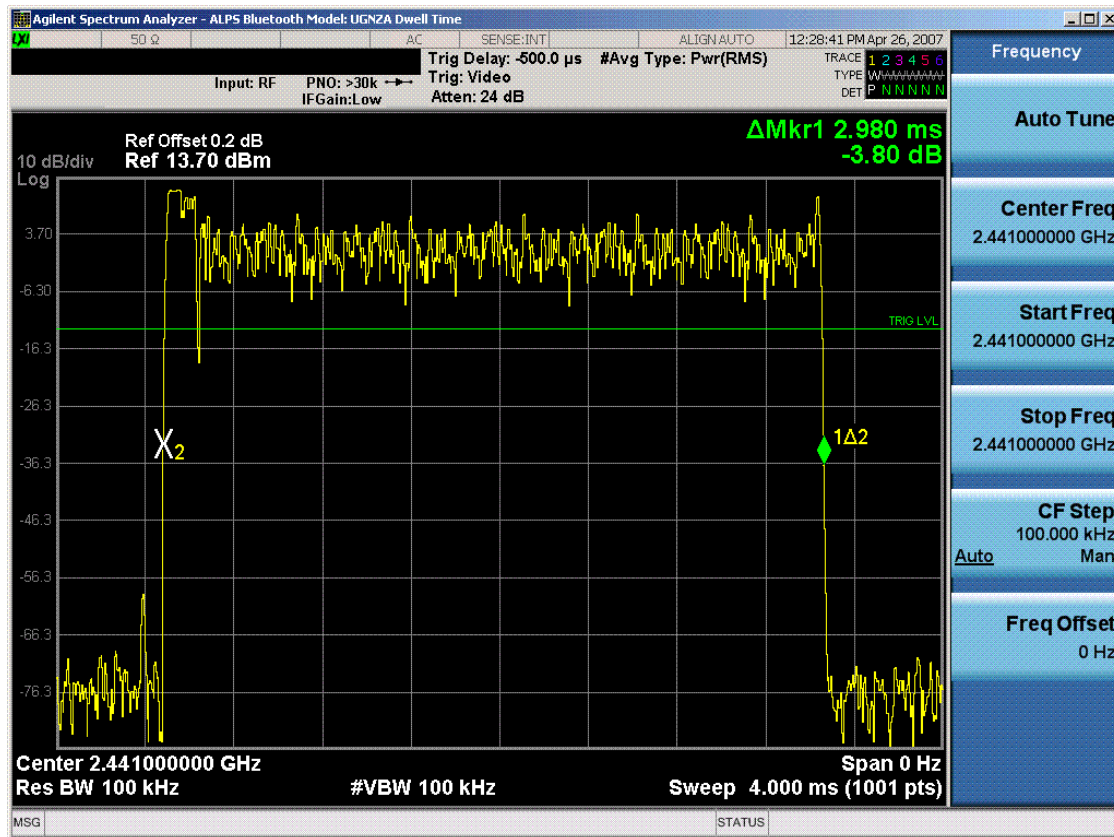 Agilent Spectrum Analyzer - ALPS Bluetooth Model: UGNZA Dwell Time
LXI 50 Ω AC SENSE:INT ALIGN AUTO 12:28:41 PM Apr 26, 2007
Input: RF PNO: >30k IFGain:Low
Trig Delay: -500.0 µs #Avg Type: Pwr(RMS)
Trig: Video
Atten: 24 dB
TRACE 1 2 3 4 5 6
TYPE WWWWWW
DET P N N N N N
ΔMkr1 2.980 ms
-3.80 dB
Ref Offset 0.2 dB
10 dB/div Ref 13.70 dBm
Log
3.70
-6.30
TRIG LVL
-16.3
-26.3
2
1Δ2
-36.3
-46.3
-56.3
-66.3
-76.3
Center 2.441000000 GHz Span 0 Hz
Res BW 100 kHz #VBW 100 kHz Sweep 4.000 ms (1001 pts)
MSG STATUS
Frequency
Auto Tune
Center Freq
2.441000000 GHz
Start Freq
2.441000000 GHz
Stop Freq
2.441000000 GHz
CF Step
100.000 kHz
Auto Man
Freq Offset
0 Hz